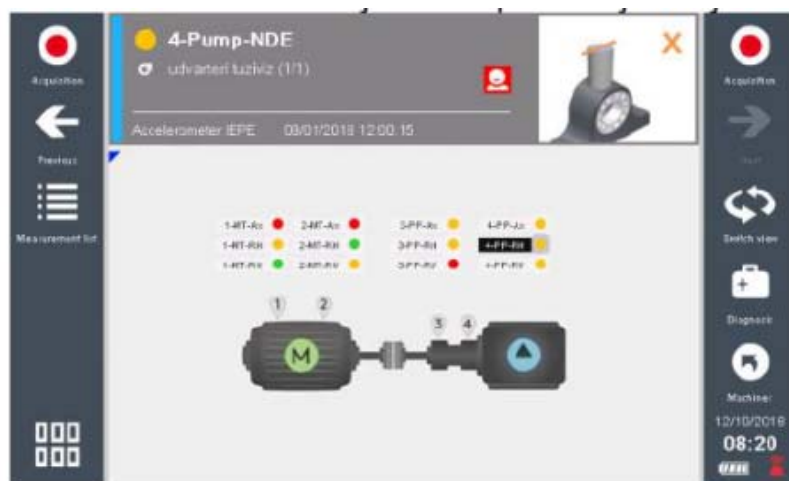 Acquisition
Previous
Measurement list
4-Pump-NDE
udvarteri tuziviz (1/1)
Accelerometer IEPE 08/01/2018 12:00:15
X
1-MT-Ax 2-MT-Ax 3-PP-Ax 4-PP-Ax
1-MT-RH 2-MT-RH 3-PP-RH 4-PP-RH
1-MT-RV 2-MT-RV 3-PP-RV 4-PP-RV
1 2
3 4
M
Acquisition
Switch view
Diagnosis
Machine
12/10/2018
08:20